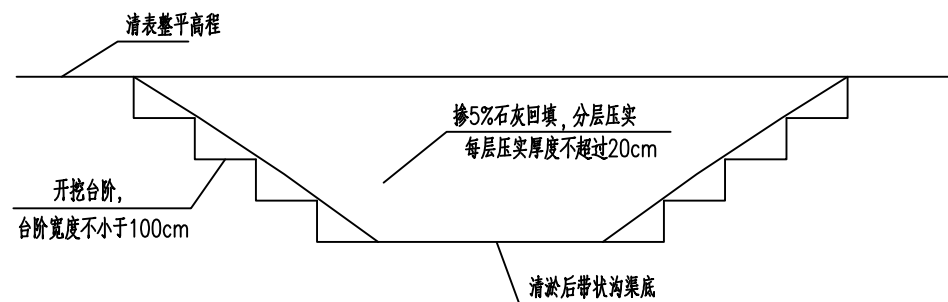 清表整平高程
掺5%石灰回填，分层压实
每层压实厚度不超过20cm
开挖台阶，
台阶宽度不小于100cm
清淤后带状沟渠底